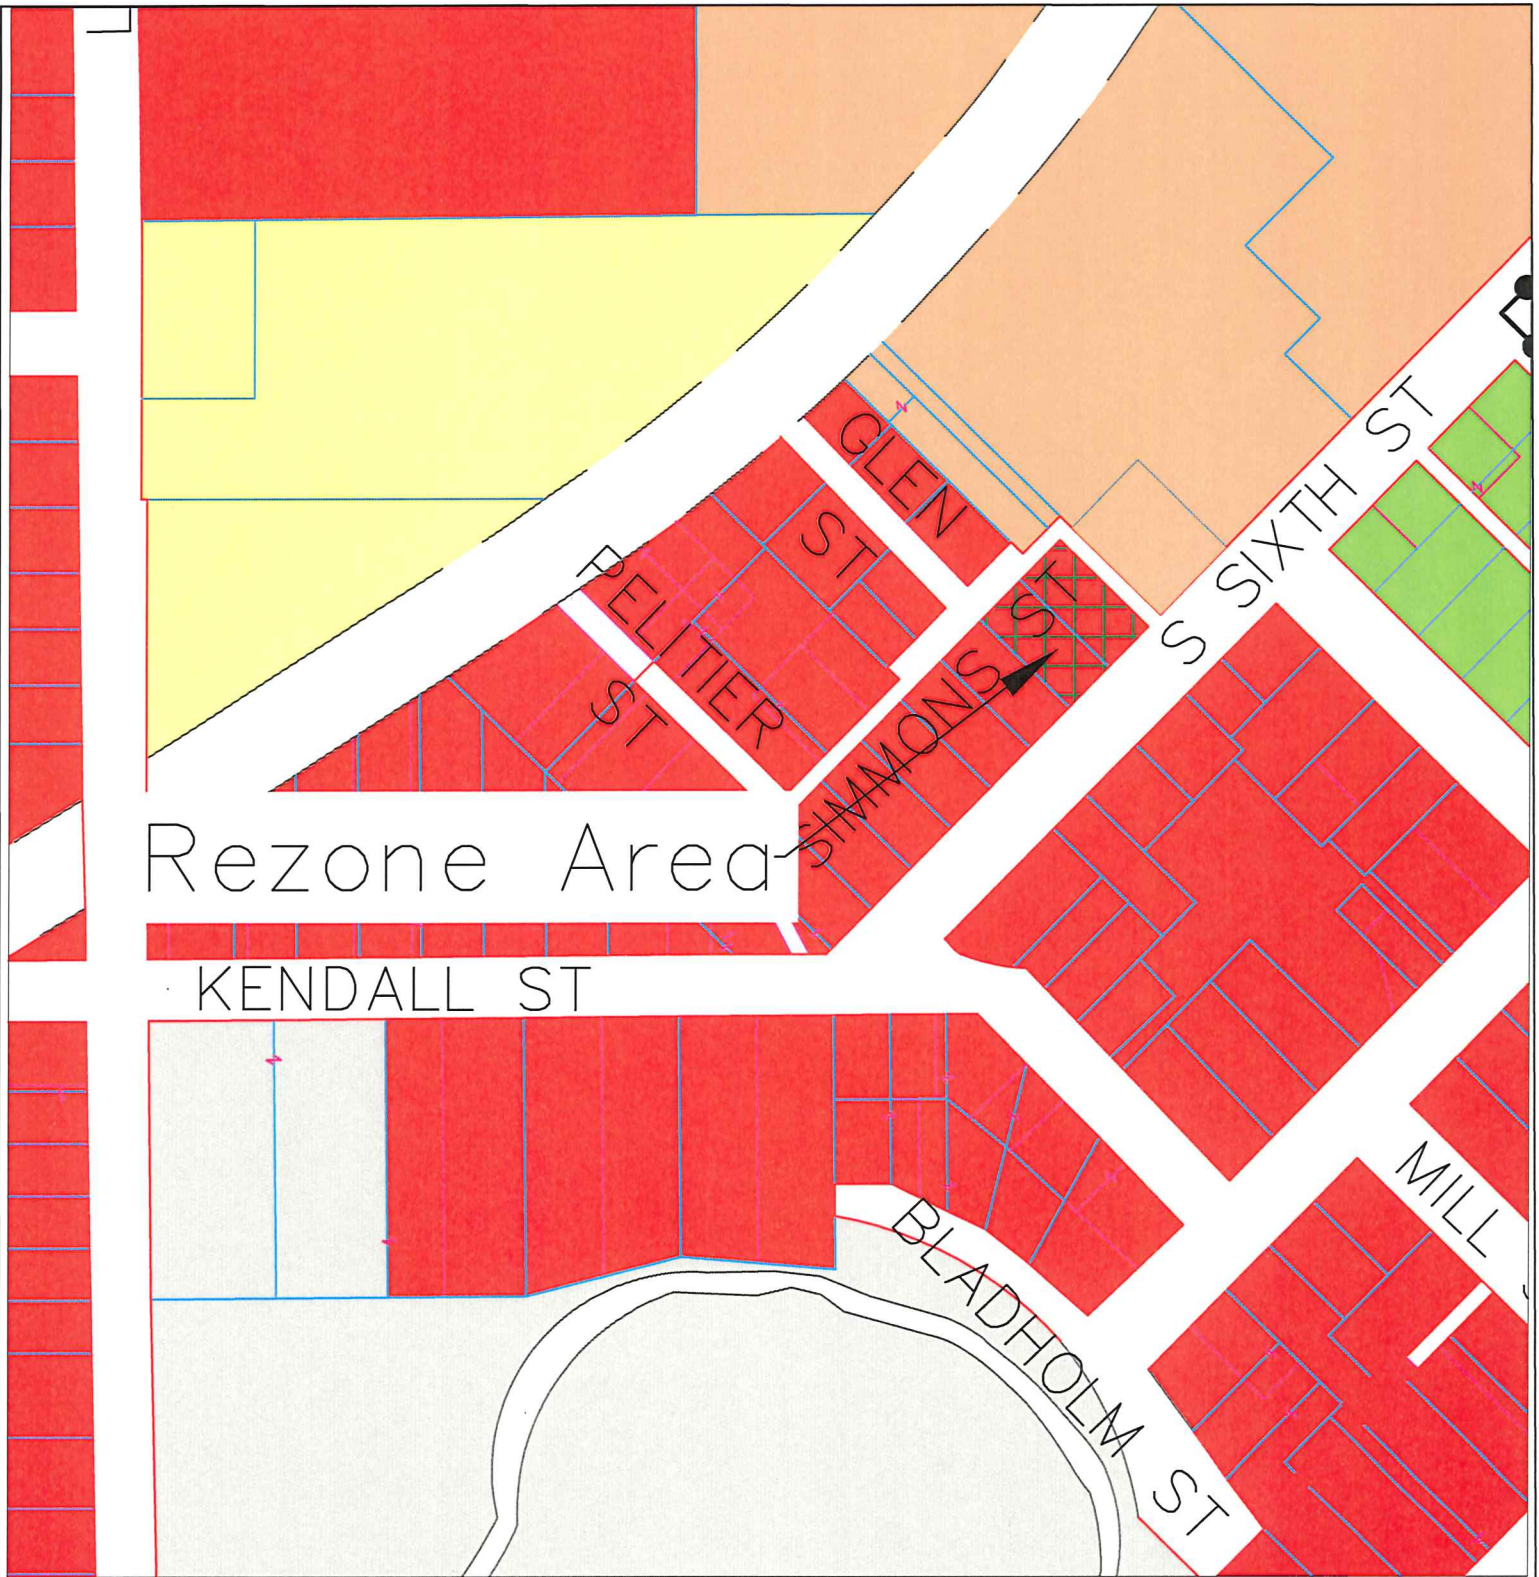 GLEN
ST
S SIXTH ST
PELITIER
ST
SIMMONS ST
Rezone Area
KENDALL ST
MILL
BLADHOLM ST